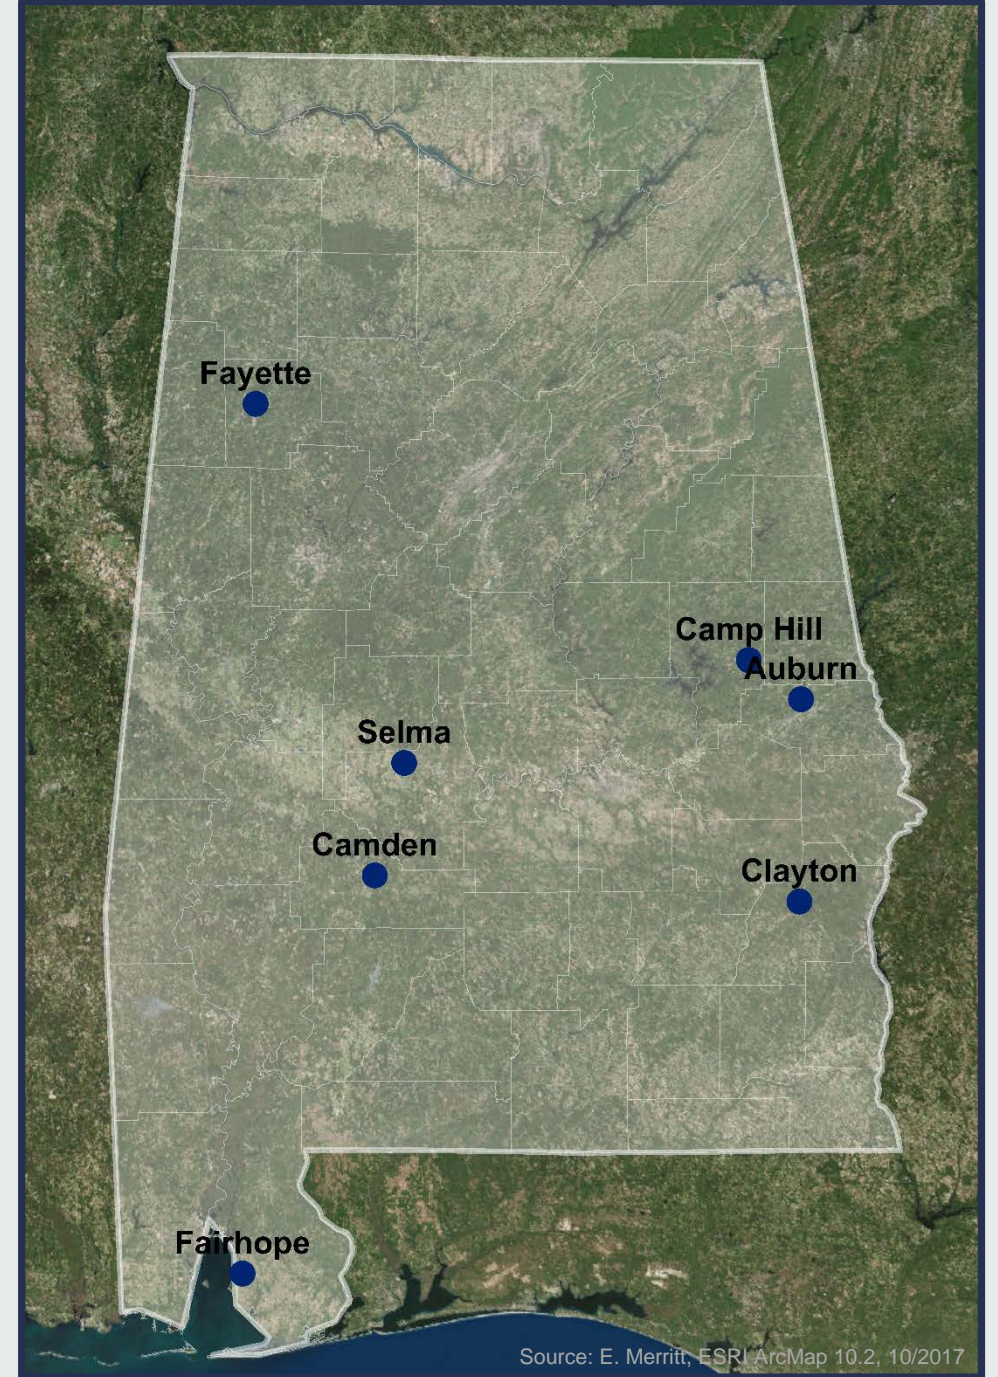 Fayette
Camp Hill
Auburn
Selma
Camden
Clayton
Fairhope
Source: E. Merritt, ESRI ArcMap 10.2, 10/2017